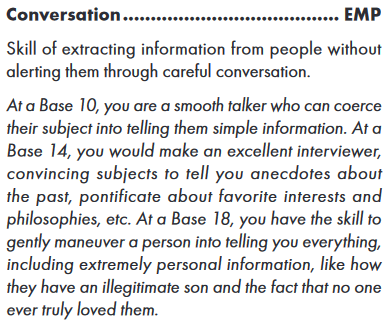 Conversation....................................... EMP
Skill of extracting information from people without
alerting them through careful conversation.
At a Base 10, you are a smooth talker who can coerce
their subject into telling them simple information. At a
Base 14, you would make an excellent interviewer,
convincing subjects to tell you anecdotes about
the past, pontificate about favorite interests and
philosophies, etc. At a Base 18, you have the skill to
gently maneuver a person into telling you everything,
including extremely personal information, like how
they have an illegitimate son and the fact that no one
ever truly loved them.